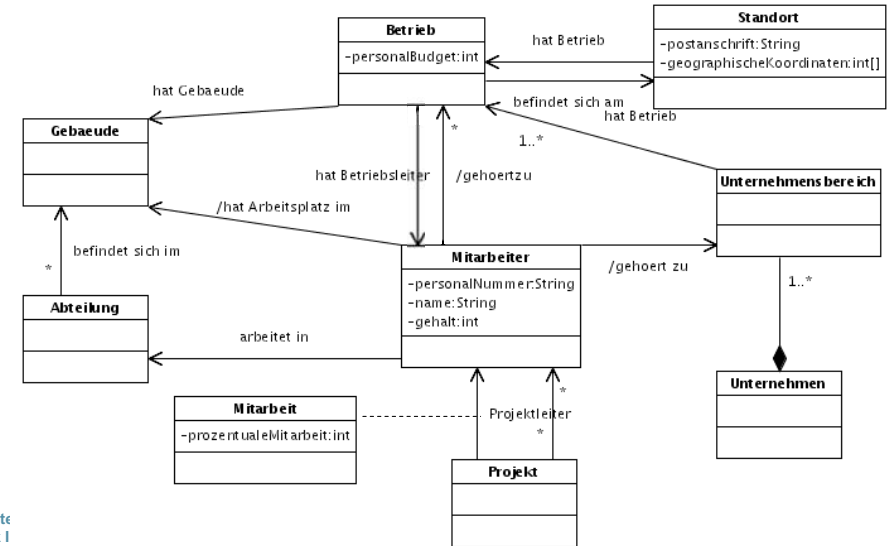 Standort
Betrieb
-personalBudget:int
hat Betrieb
-postanschrift:String
-geographischeKoordinaten:int[]
hat Gebaeude
befindet sich am
hat Betrieb
Gebaeude
*
1..*
hat Betriebsleiter
/gehoertzu
Unternehmensbereich
/hat Arbeitsplatz im
befindet sich im
*
Mitarbeiter
/gehoert zu
-personalNummer:String
-name:String
-gehalt:int
1..*
Abteilung
arbeitet in
Unternehmen
*
Mitarbeit
Projektleiter
-prozentualeMitarbeit:int
*
Projekt